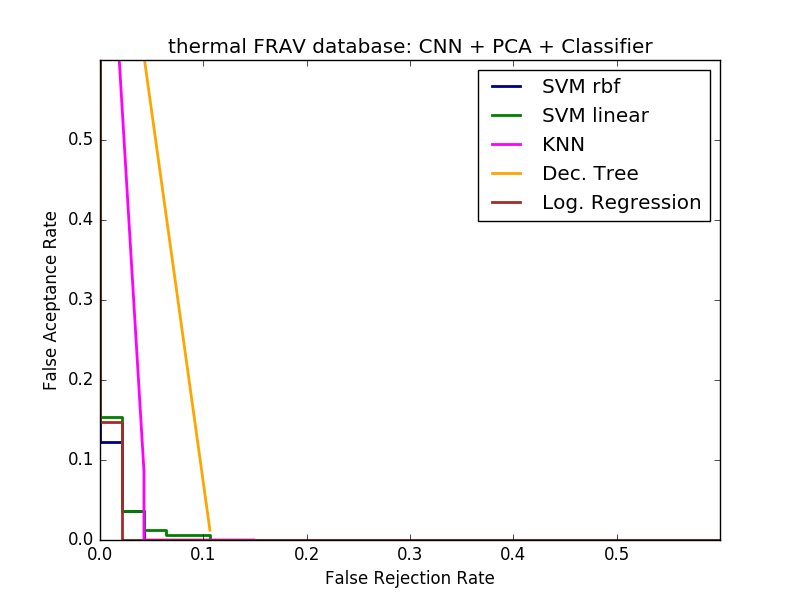 thermal FRAV database: CNN + PCA + Classifier
SVM rbf
SVM linear
KNN
Dec. Tree
Log. Regression
False Aceptance Rate
0.5
0.4
0.3
0.2
0.1
0.0
0.0 0.1 0.2 0.3 0.4 0.5
False Rejection Rate